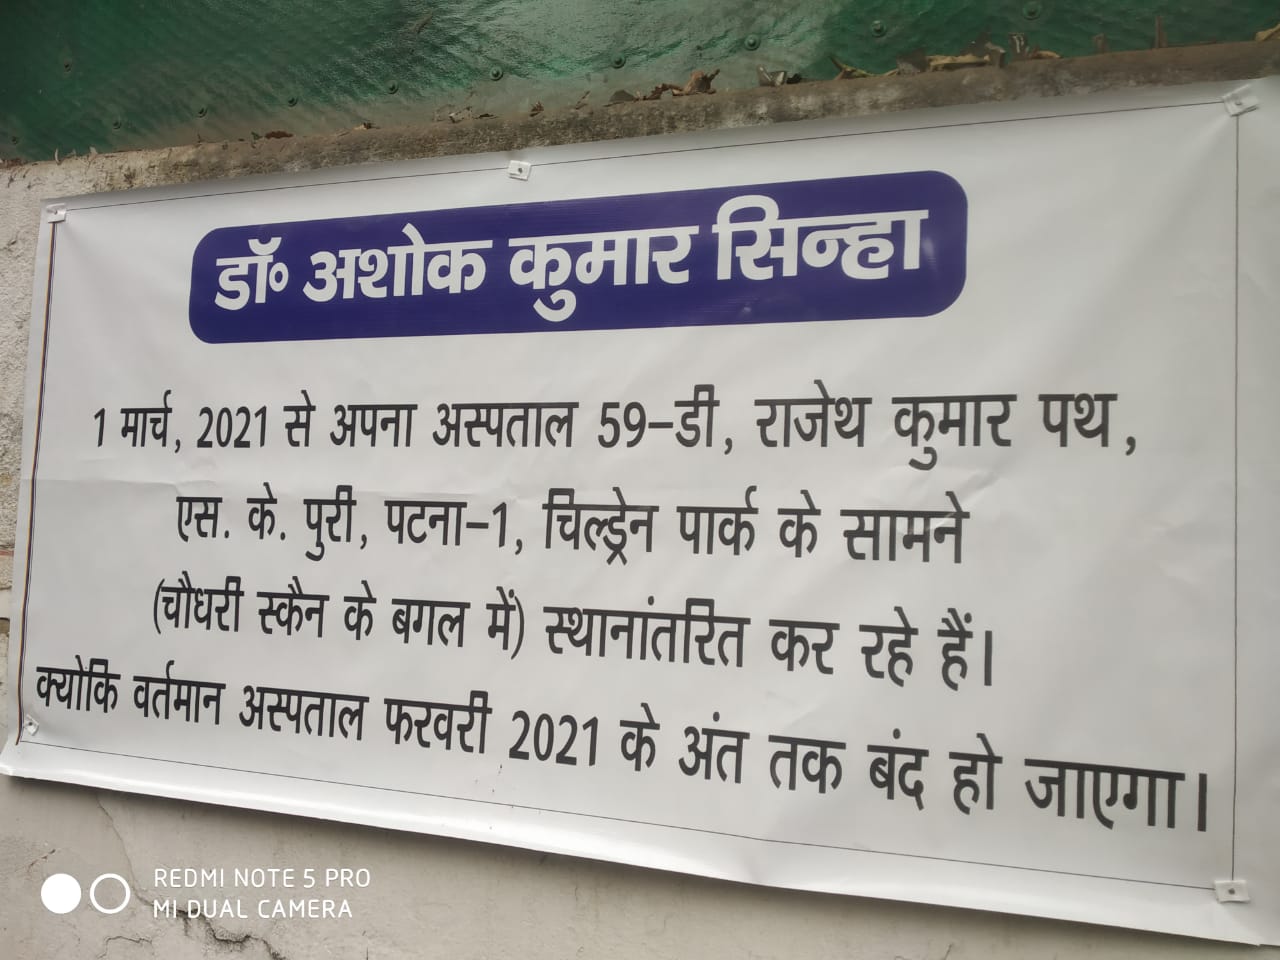 डॉ॰ अशोक कुमार सिन्हा
1 मार्च, 2021 से अपना अस्पताल 59-डी, राजेथ कुमार पथ,
एस. के. पुरी, पटना-1, चिल्ड्रेन पार्क के सामने
(चौधरी स्कैन के बगल में) स्थानांतरित कर रहे हैं।
क्योकि वर्तमान अस्पताल फरवरी 2021 के अंत तक बंद हो जाएगा।
REDMI NOTE 5 PRO
MI DUAL CAMERA